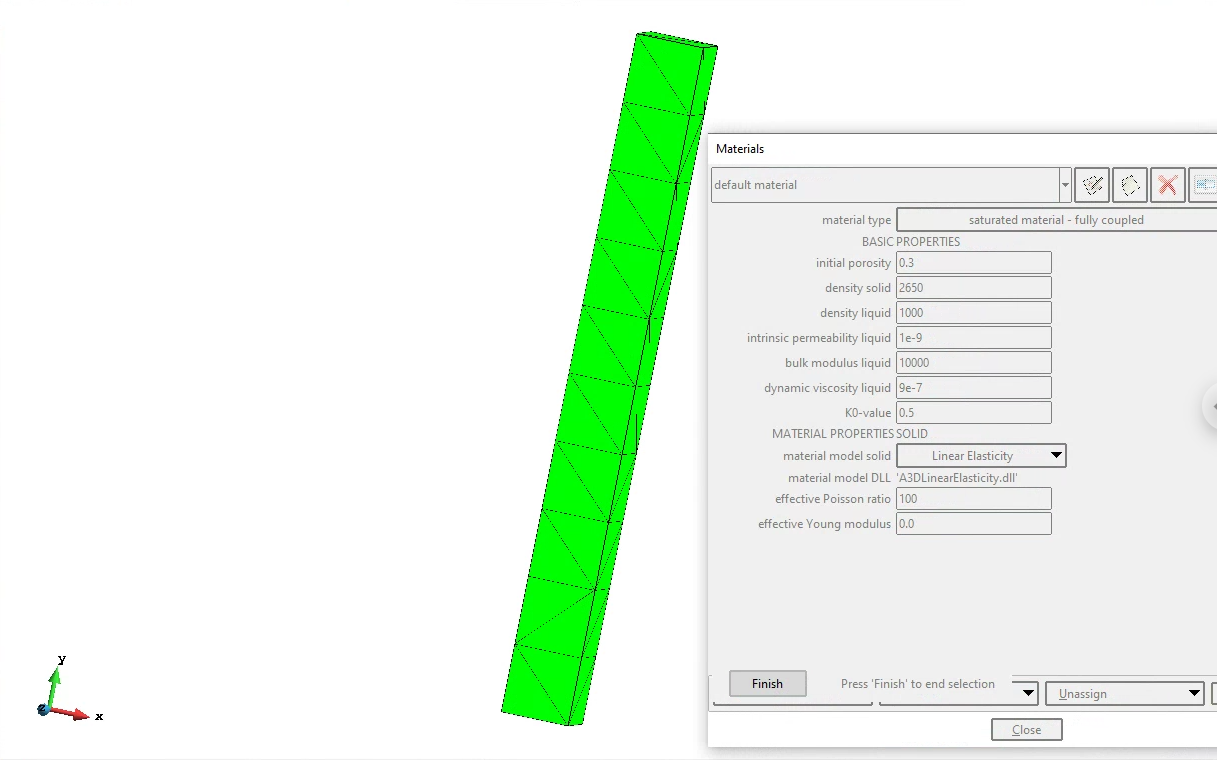 Materials
default material
material type saturated material - fully coupled
BASIC PROPERTIES
initial porosity 0.3
density solid 2650
density liquid 1000
intrinsic permeability liquid 1e-9
bulk modulus liquid 10000
dynamic viscosity liquid 9e-7
K0-value 0.5
MATERIAL PROPERTIES SOLID
material model solid Linear Elasticity
material model DLL 'A3DLinearElasticity.dll'
effective Poisson ratio 100
effective Young modulus 0.0
y
x
Finish Press 'Finish' to end selection
Unassign
Close